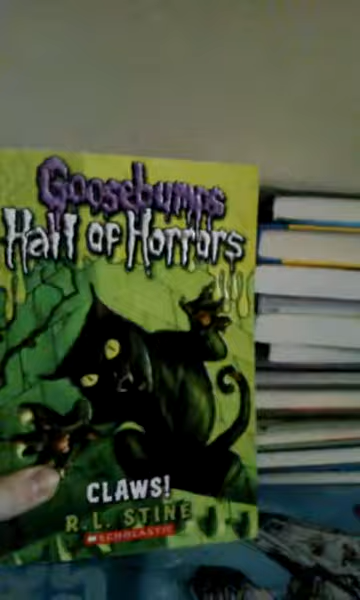 Goosebumps
Hall of Horrors
CLAWS!
R.L. STINE
SCHOLASTIC